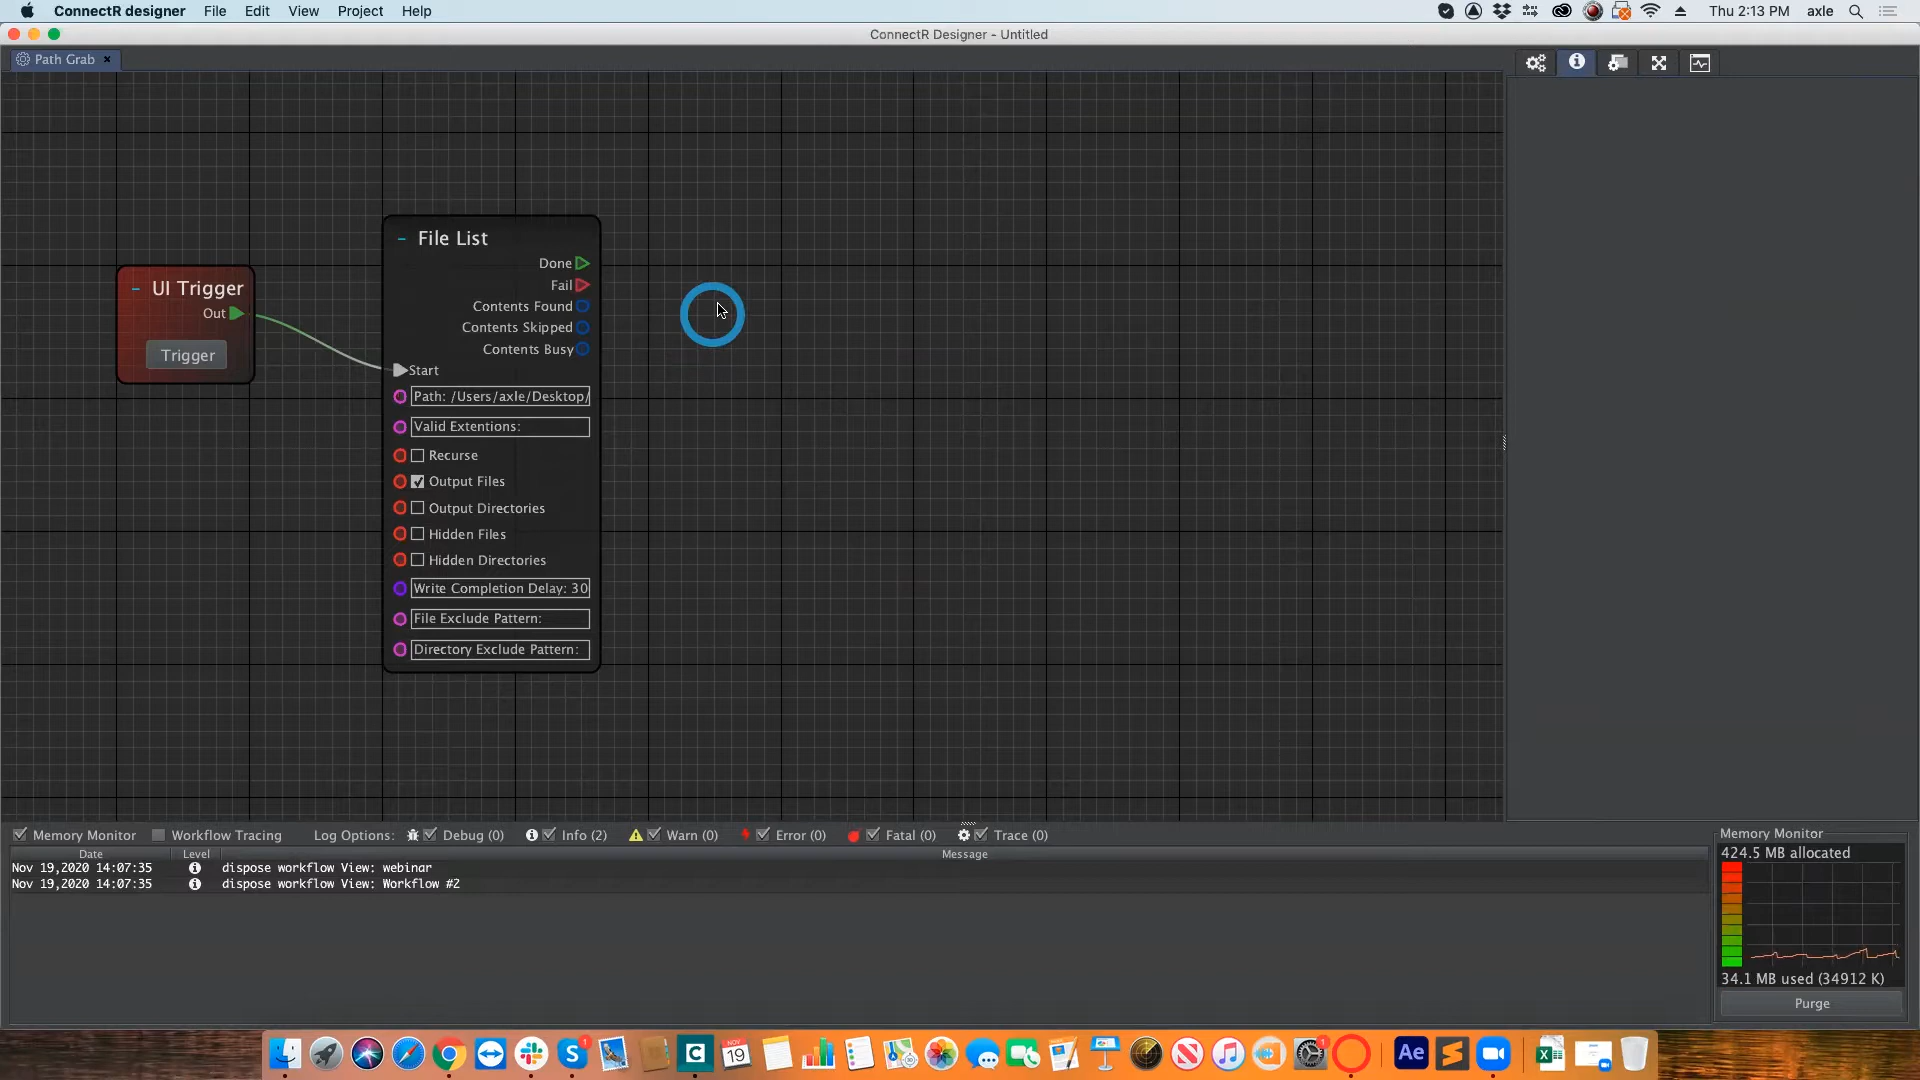 ConnectR designer File Edit View Project Help Thu 2:13 PM axle
ConnectR Designer - Untitled
Path Grab ×
File List
Done
Fail
Contents Found
Contents Skipped
Contents Busy
Start
Path: /Users/axle/Desktop/
Valid Extentions:
Recurse
Output Files
Output Directories
Hidden Files
Hidden Directories
Write Completion Delay: 30
File Exclude Pattern:
Directory Exclude Pattern:
UI Trigger
Out
Trigger
Memory Monitor Workflow Tracing Log Options: Debug (0) Info (2) Warn (0) Error (0) Fatal (0) Trace (0)
Date Level Message
Nov 19,2020 14:07:35 dispose workflow View: webinar
Nov 19,2020 14:07:35 dispose workflow View: Workflow #2
Memory Monitor
424.5 MB allocated
34.1 MB used (34912 K)
Purge
NOV
19
Ae